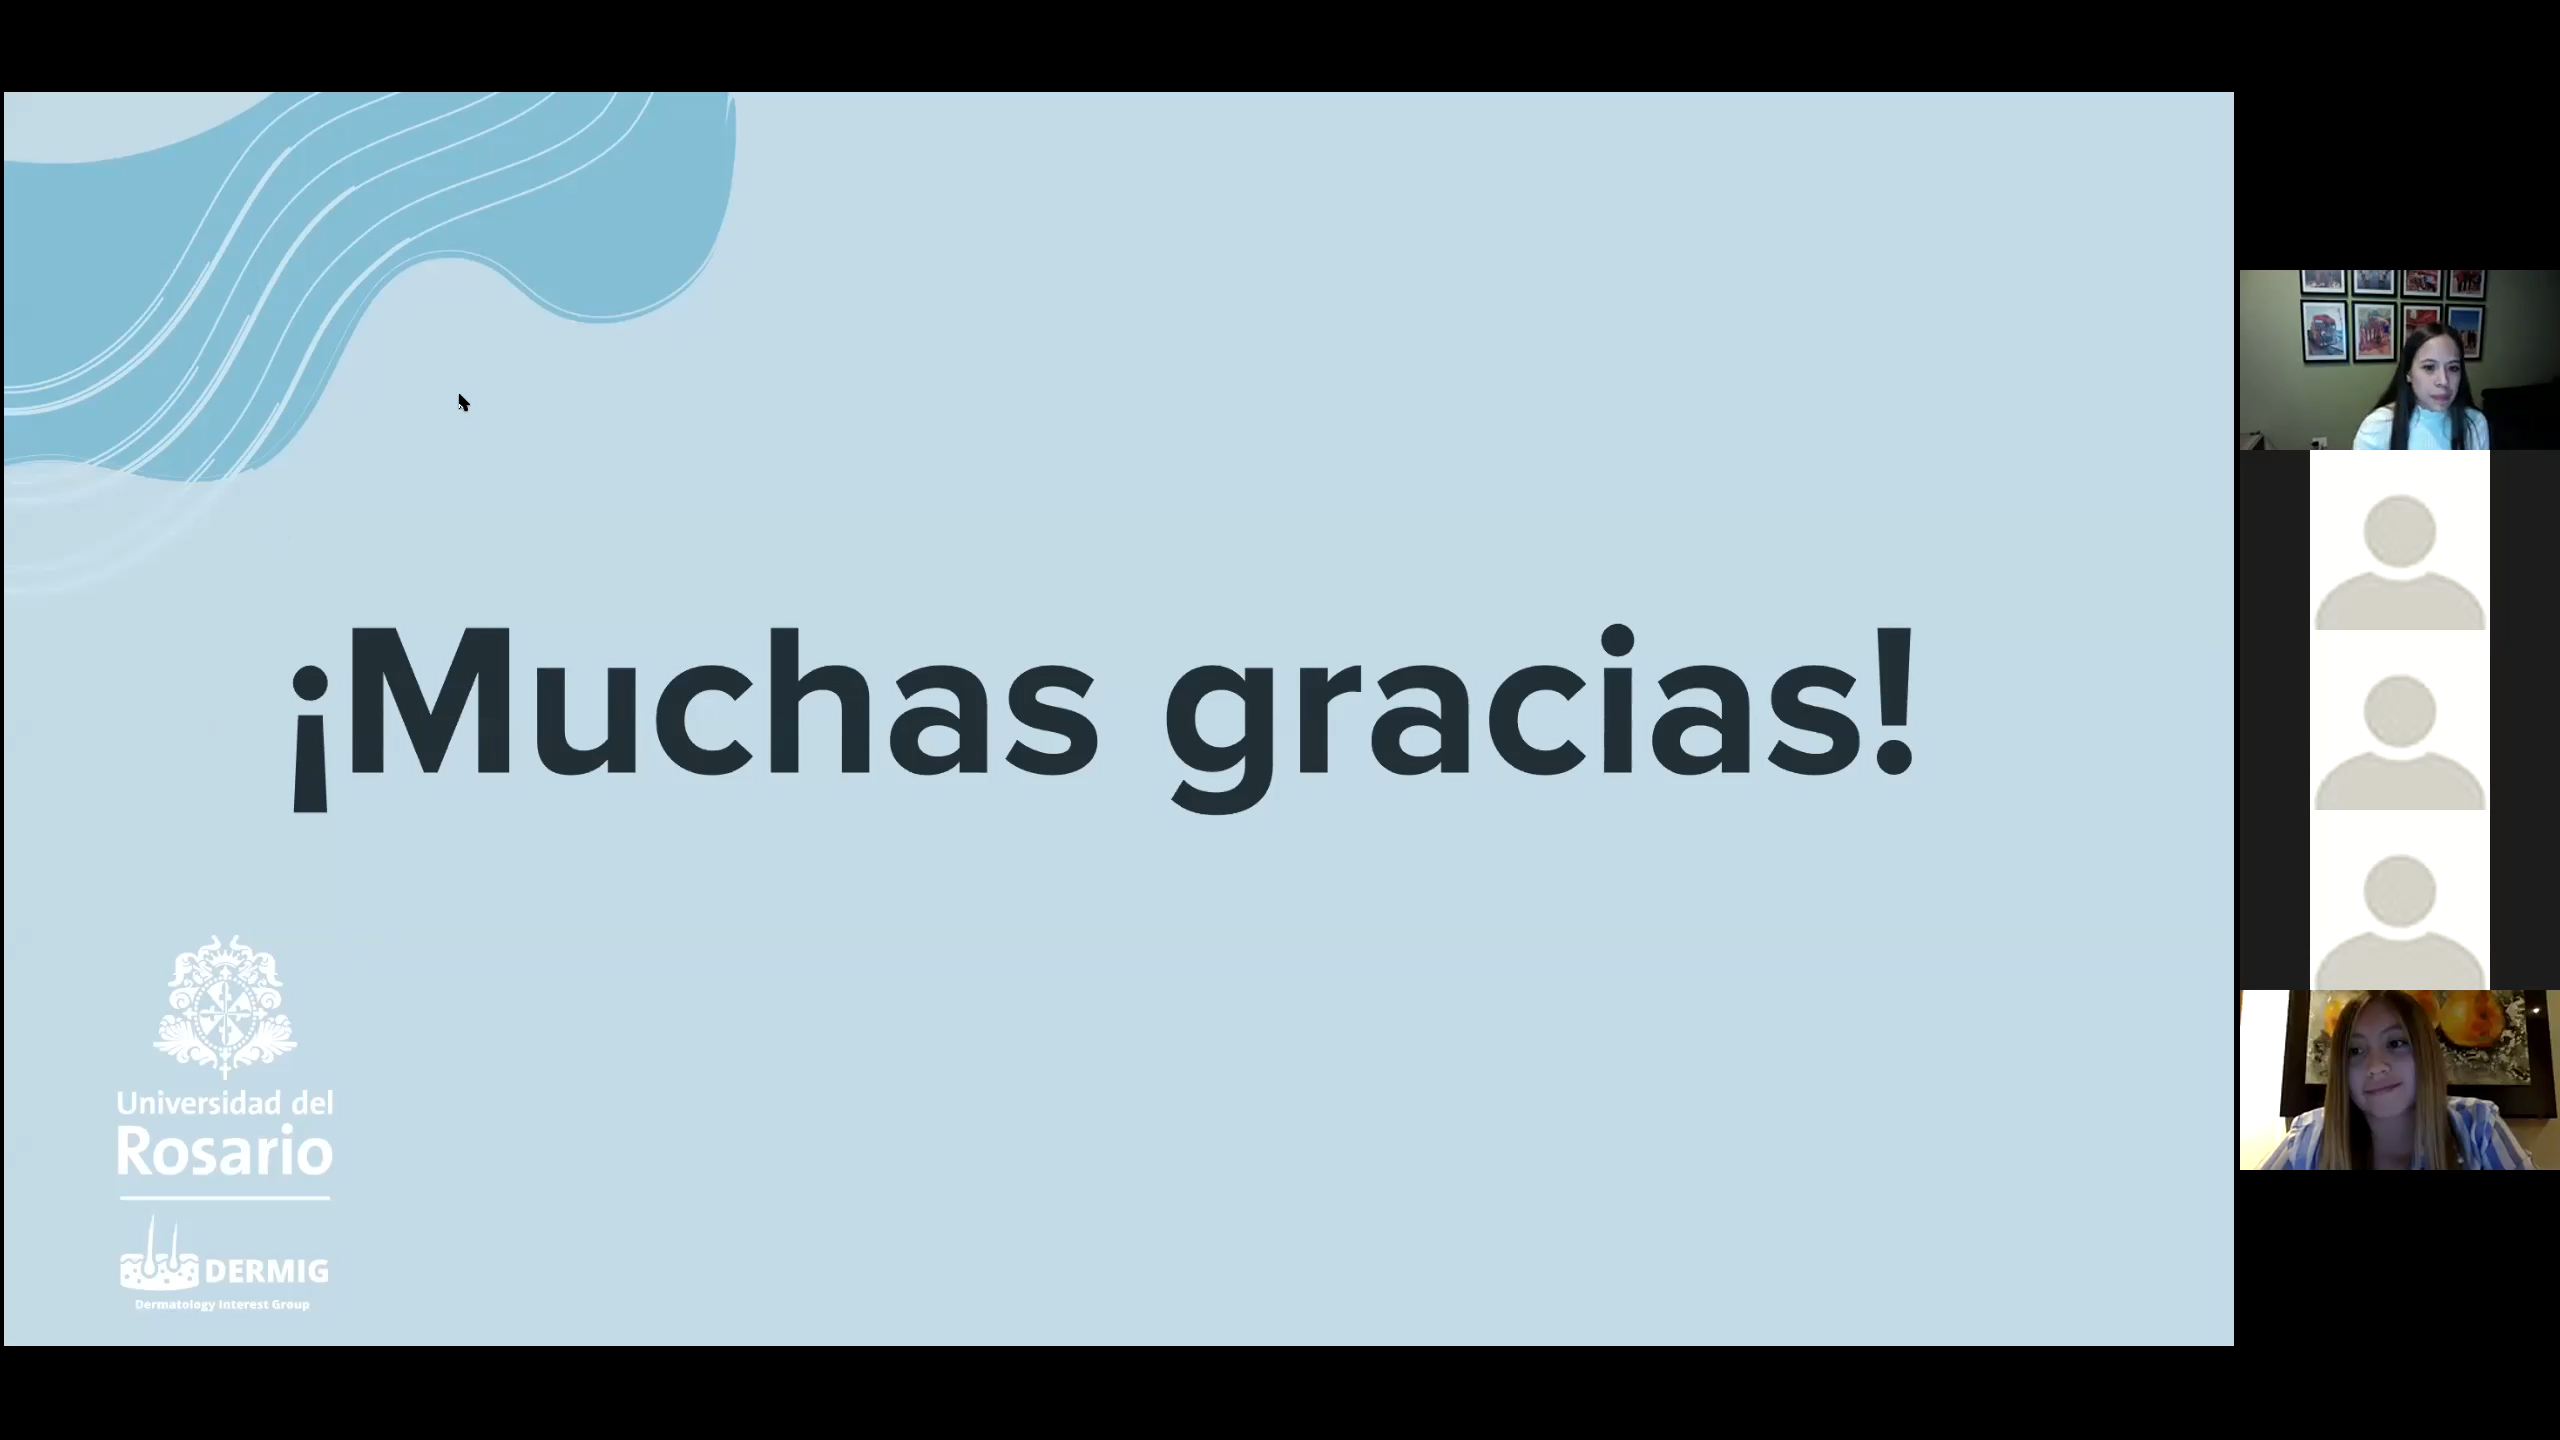 ¡Muchas gracias!
Universidad del
Rosario
DERMIG
Dermatology Interest Group